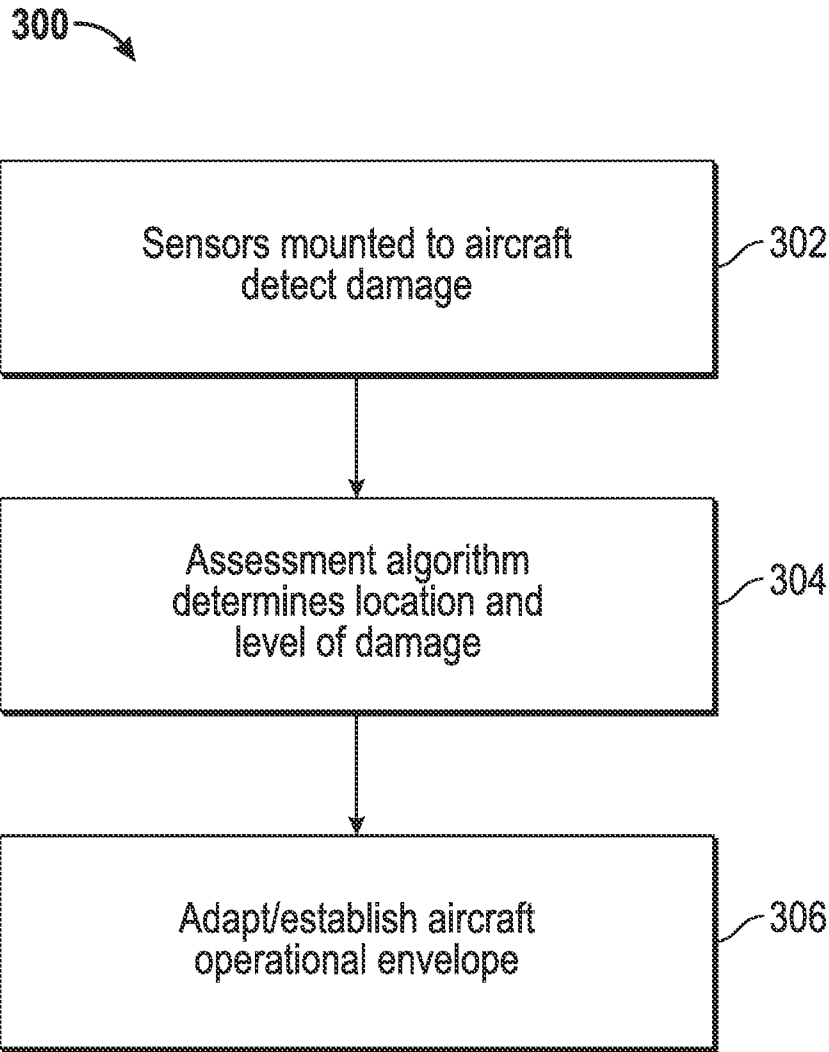 300
Sensors mounted to aircraft
detect damage
302
Assessment algorithm
determines location and
level of damage
304
Adapt/establish aircraft
operational envelope
306